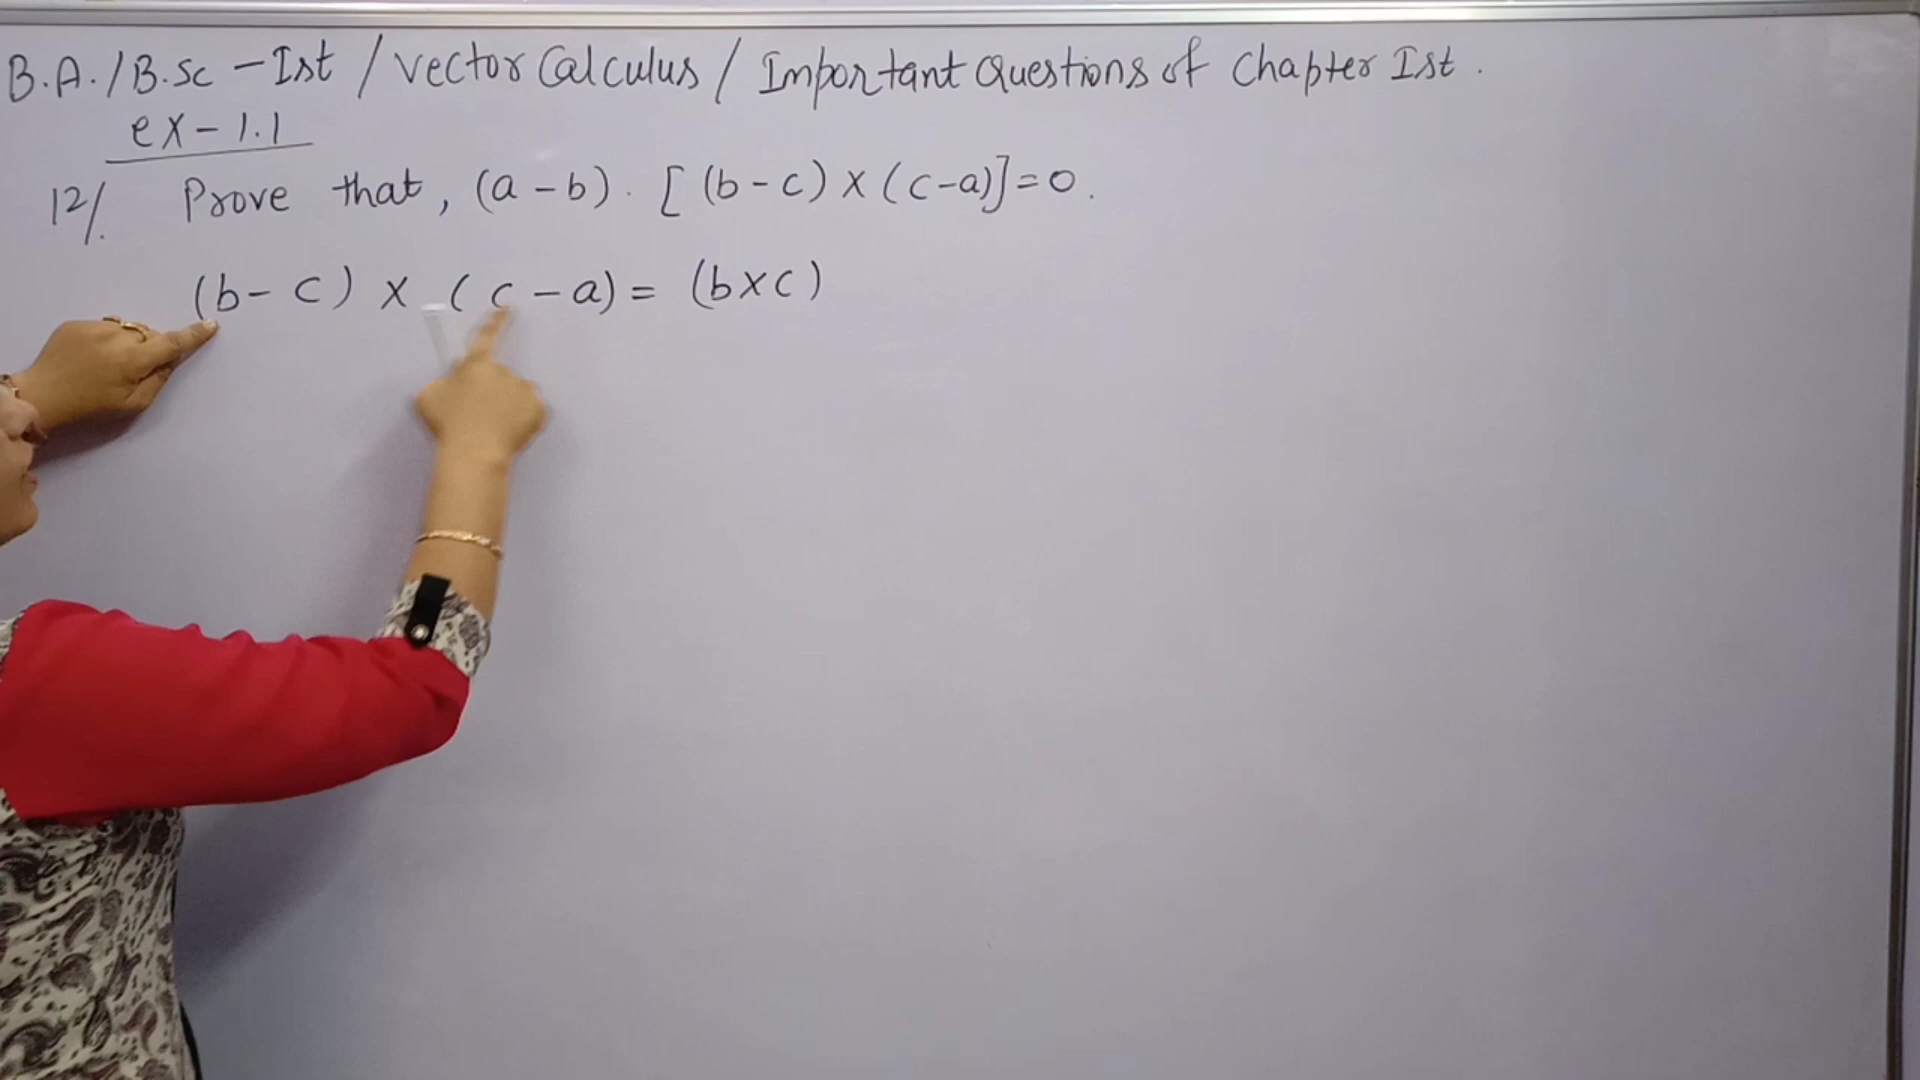 B.A./B.Sc - Ist / Vector Calculus / Important Questions of Chapter Ist.
ex-1.1
12/. Prove that, (a-b). [(b-c)×(c-a)]=0.
(b-c) × (c-a) = (b×c)